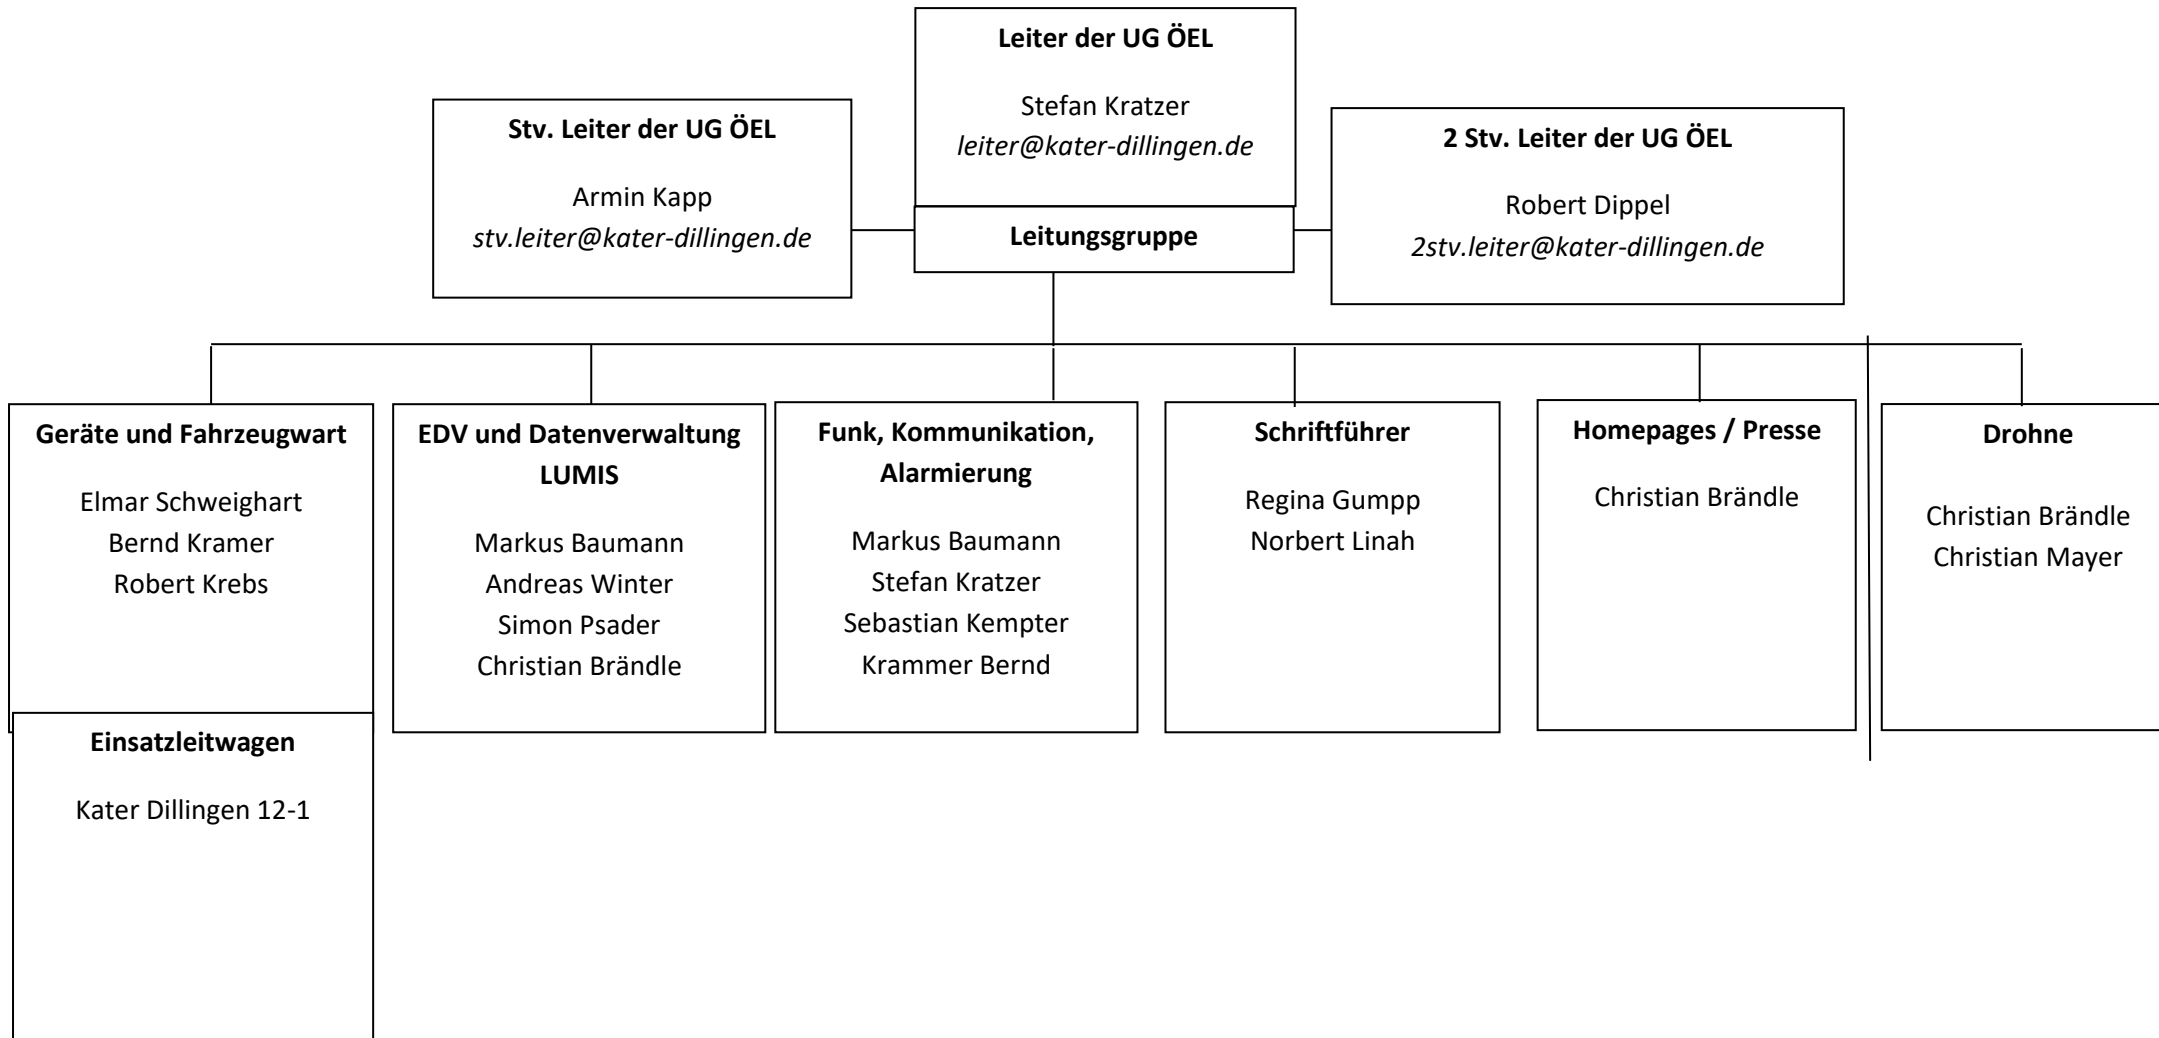 Leiter der UG ÖEL
Stefan Kratzer
leiter@kater-dillingen.de
Stv. Leiter der UG ÖEL
Armin Kapp
stv.leiter@kater-dillingen.de
2 Stv. Leiter der UG ÖEL
Robert Dippel
2stv.leiter@kater-dillingen.de
Leitungsgruppe
Geräte und Fahrzeugwart
Elmar Schweighart
Bernd Kramer
Robert Krebs
EDV und Datenverwaltung
LUMIS
Markus Baumann
Andreas Winter
Simon Psader
Christian Brändle
Funk, Kommunikation,
Alarmierung
Markus Baumann
Stefan Kratzer
Sebastian Kempter
Krammer Bernd
Schriftführer
Regina Gumpp
Norbert Linah
Homepages / Presse
Christian Brändle
Drohne
Christian Brändle
Christian Mayer
Einsatzleitwagen
Kater Dillingen 12-1